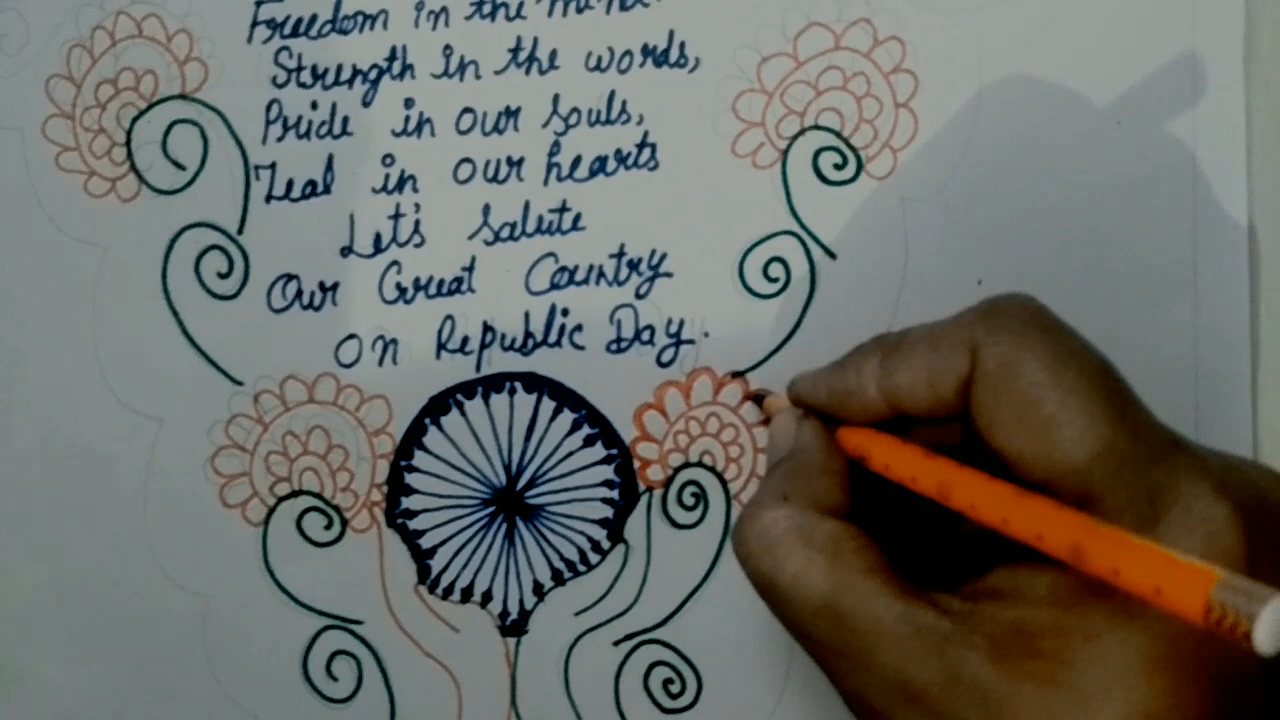 Freedom in the mind.
Strength in the words,
Pride in our souls,
Zeal in our hearts
Let's Salute
Our Great Country
On Republic Day.